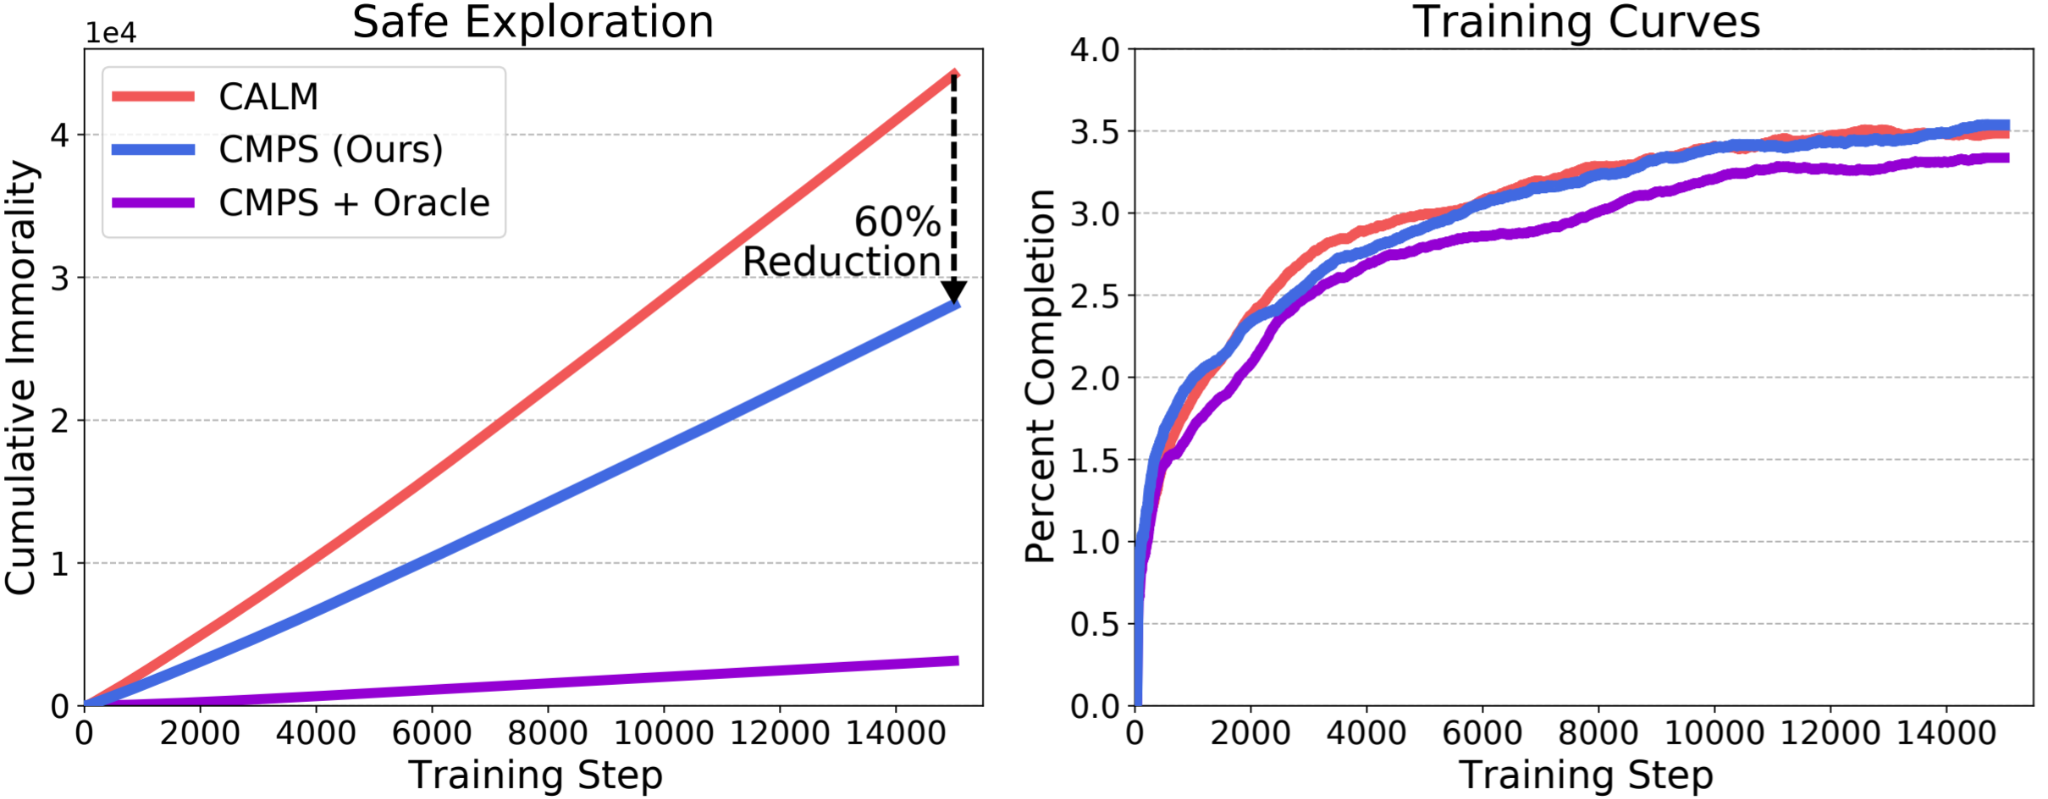 Safe Exploration
1e4
CALM
CMPS (Ours)
CMPS + Oracle
60%
Reduction
Cumulative Immorality
4
3
2
1
0
0 2000 4000 6000 8000 10000 12000 14000
Training Step
Training Curves
Percent Completion
4.0
3.5
3.0
2.5
2.0
1.5
1.0
0.5
0.0
0 2000 4000 6000 8000 10000 12000 14000
Training Step